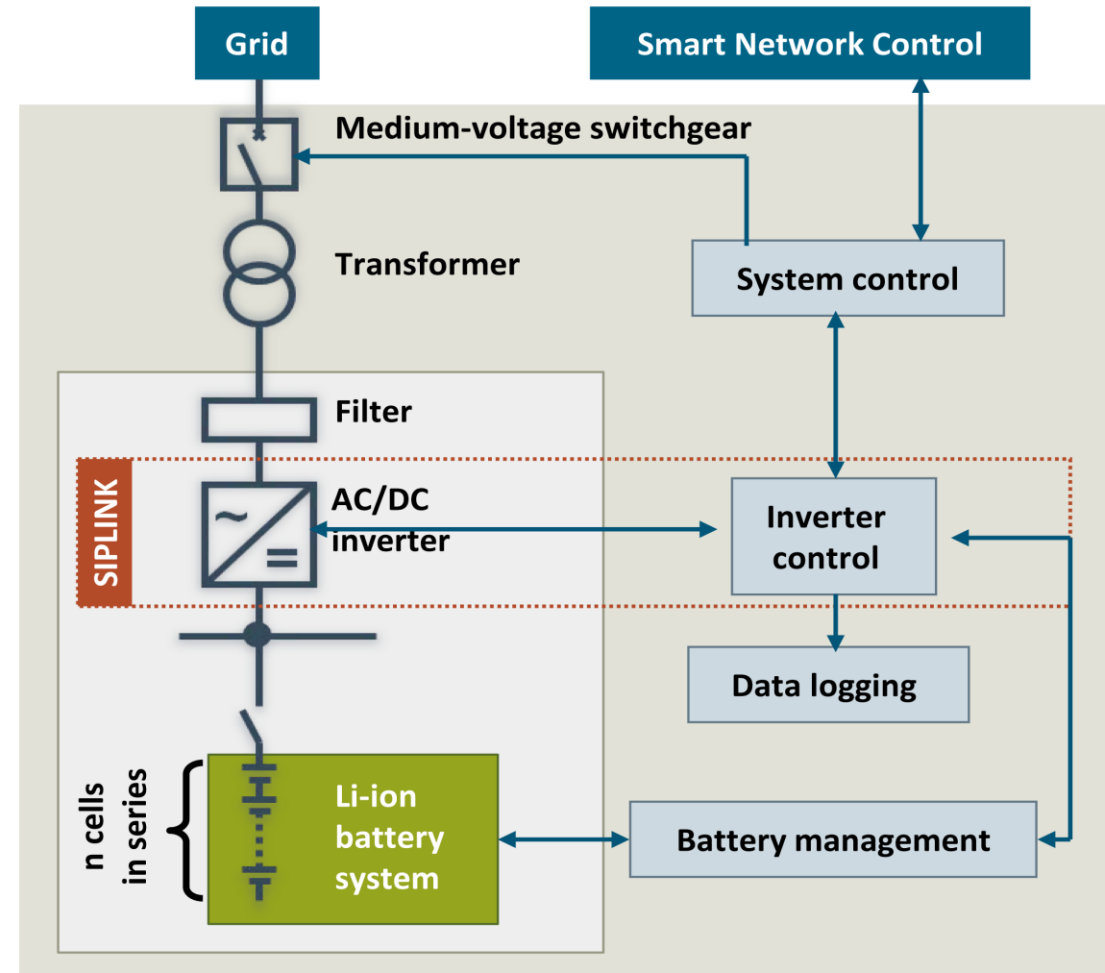 Grid
Smart Network Control
Medium-voltage switchgear
Transformer
System control
Filter
SIPLINK
AC/DC
inverter
Inverter
control
Data logging
n cells
in series
Li-ion
battery
system
Battery management